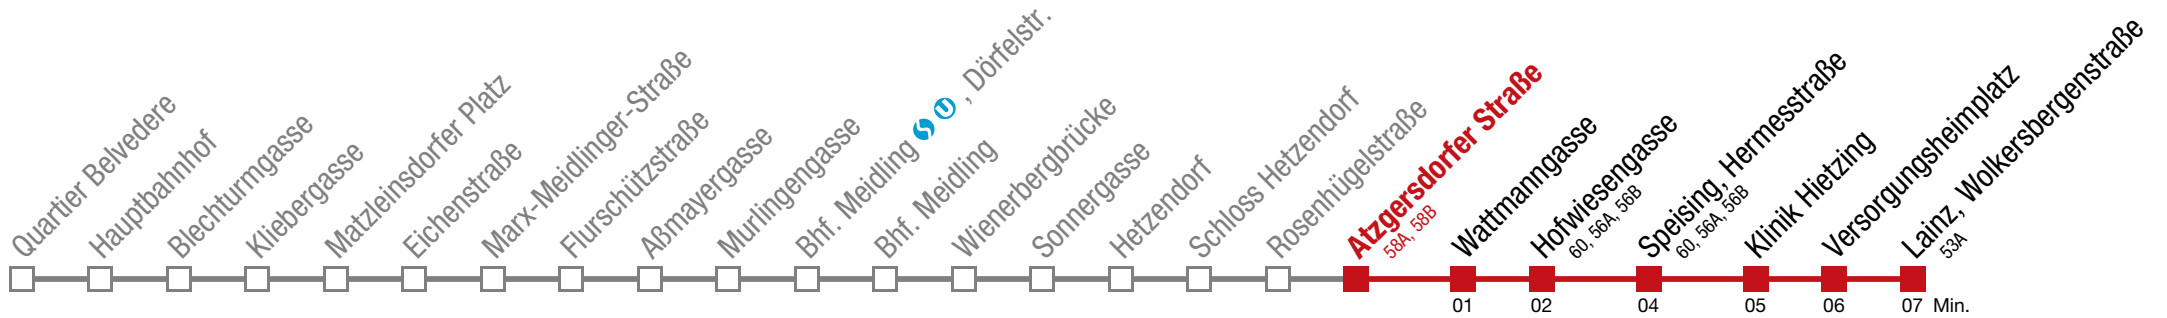 Quartier Belvedere
Hauptbahnhof
Blechturmgasse
Kliebergasse
Matzleinsdorfer Platz
Eichenstraße
Marx-Meidlinger-Straße
Flurschützstraße
Aßmayergasse
Murlingengasse
Bhf. Meidling S U , Dörfelstr.
Bhf. Meidling
Wienerbergbrücke
Sonnergasse
Hetzendorf
Schloss Hetzendorf
Rosenhügelstraße
Atzgersdorfer Straße
58A, 58B
Wattmanngasse
Hofwiesengasse
60, 56A, 56B
Speising, Hermesstraße
60, 56A, 56B
Klinik Hietzing
Versorgungsheimplatz
Lainz, Wolkersbergenstraße
53A
01 02 04 05 06 07 Min.